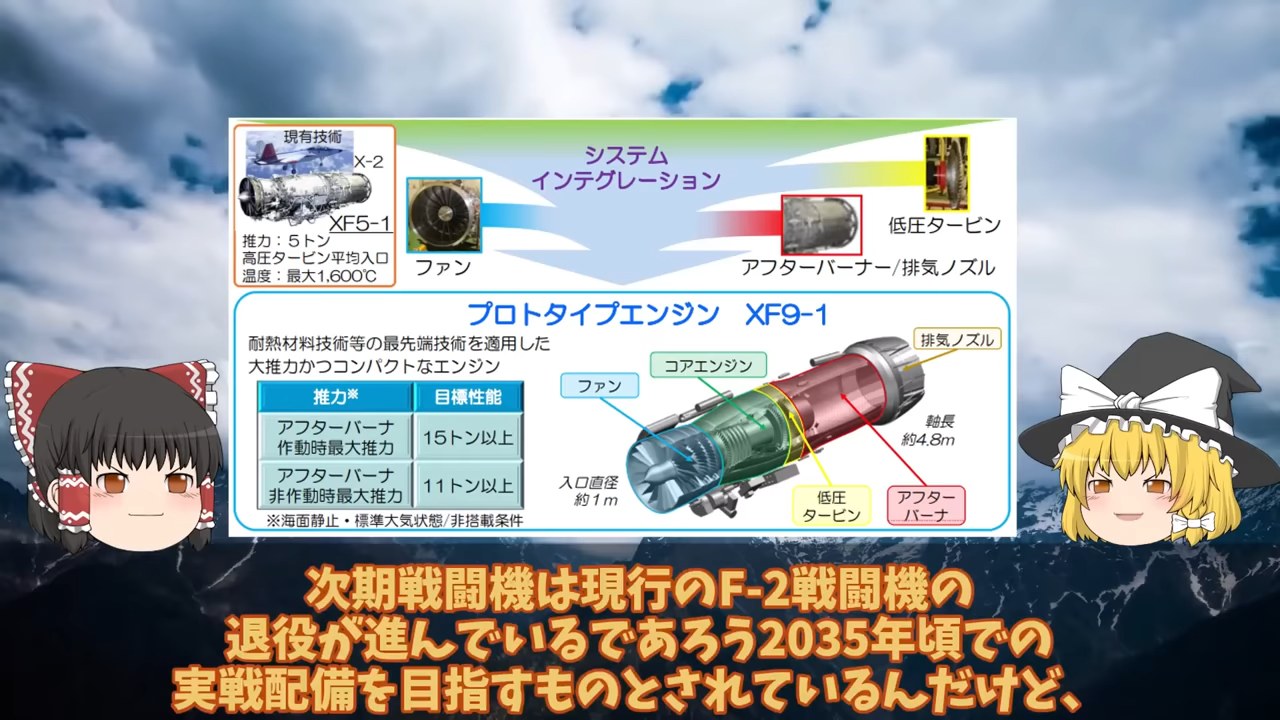 現有技術
X-2
XF5-1
推力：５トン
高圧タービン平均入口
温度：最大1,600℃
ファン
システム
インテグレーション
アフターバーナー/排気ノズル
低圧タービン
プロトタイプエンジン　XF9-1
耐熱材料技術等の最先端技術を適用した
大推力かつコンパクトなエンジン
推力※
目標性能
アフターバーナ
作動時最大推力
15トン以上
アフターバーナ
非作動時最大推力
11トン以上
※海面静止・標準大気状態/非搭載条件
ファン
コアエンジン
排気ノズル
軸長
約4.8m
入口直径
約１ｍ
低圧
タービン
アフター
バーナ
次期戦闘機は現行のF-2戦闘機の
退役が進んでいるであろう2035年頃での
実戦配備を目指すものとされているんだけど、